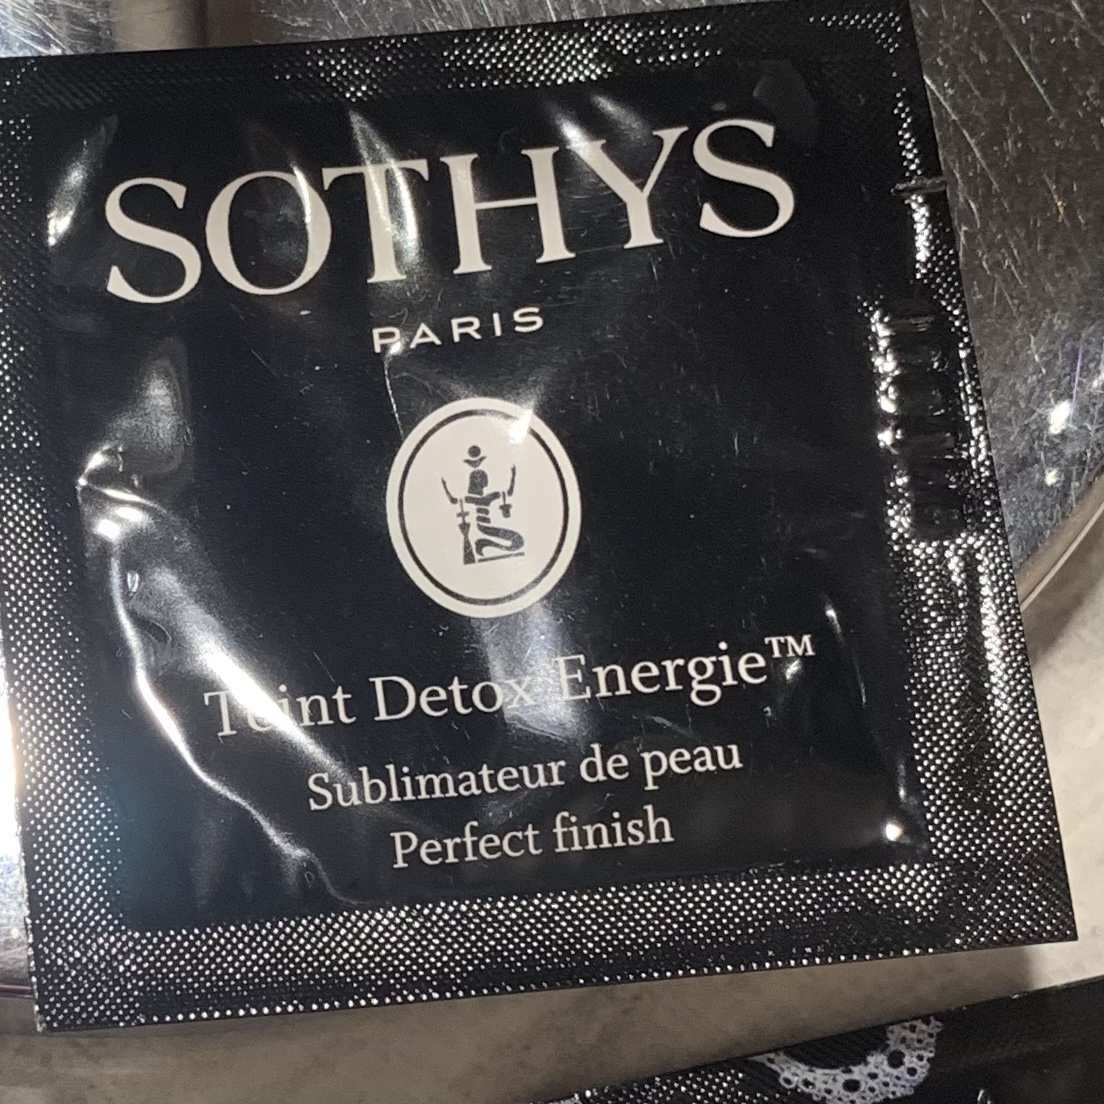 SOTHYS
PARIS
Teint Detox Energie™
Sublimateur de peau
Perfect finish